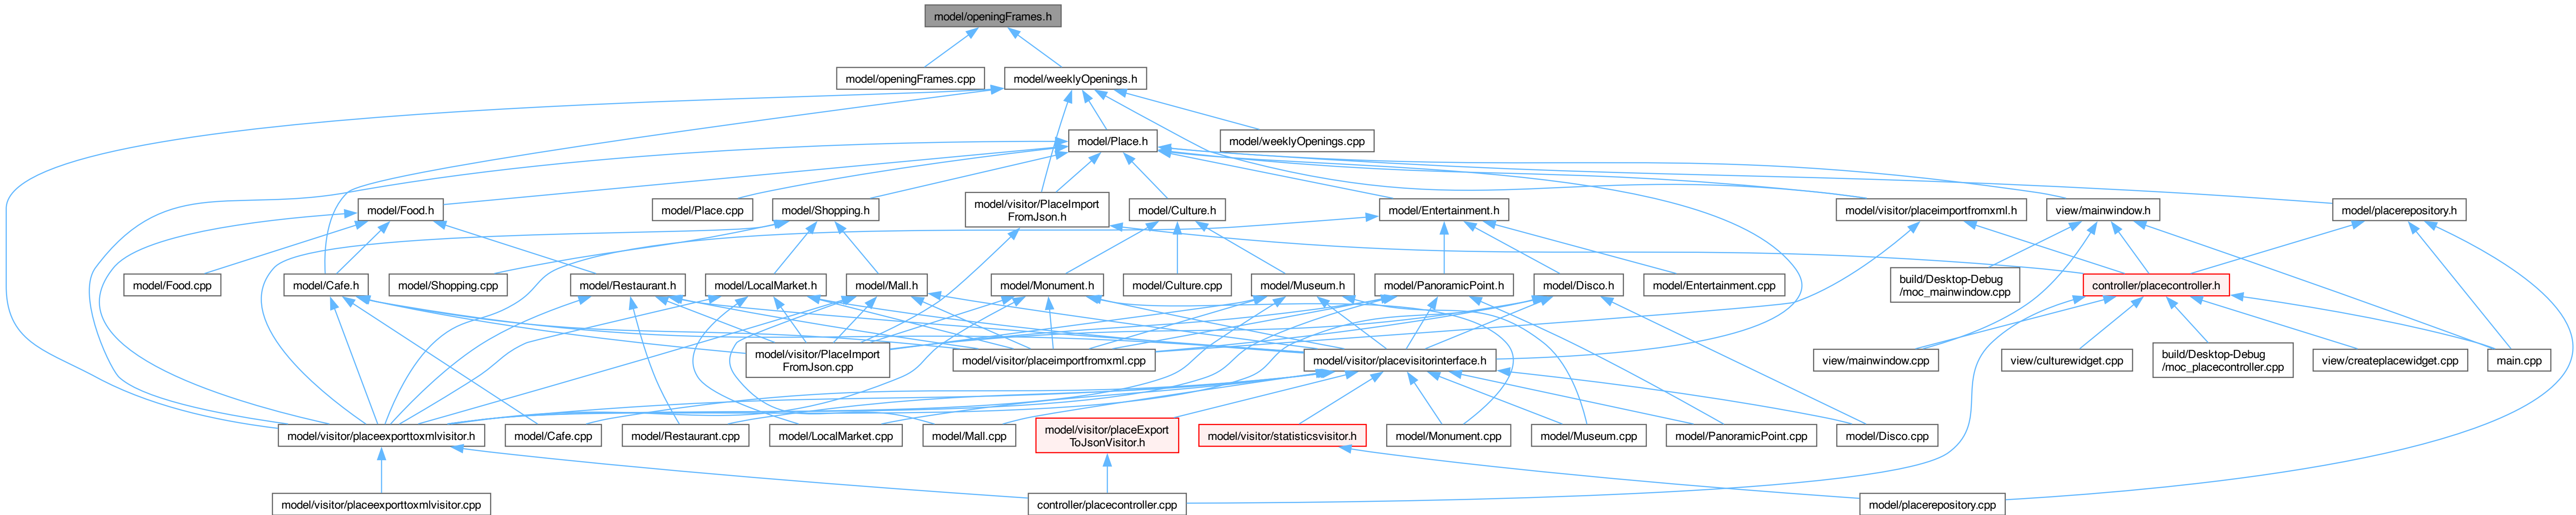 model/openingFrames.h
model/openingFrames.cpp
model/weeklyOpenings.h
model/Place.h
model/weeklyOpenings.cpp
model/Food.h
model/Place.cpp
model/Shopping.h
model/visitor/PlaceImport
FromJson.h
model/Culture.h
model/Entertainment.h
model/visitor/placeimportfromxml.h
view/mainwindow.h
model/placerepository.h
model/Food.cpp
model/Cafe.h
model/Shopping.cpp
model/Restaurant.h
model/LocalMarket.h
model/Mall.h
model/Monument.h
model/Culture.cpp
model/Museum.h
model/PanoramicPoint.h
model/Disco.h
model/Entertainment.cpp
build/Desktop-Debug
/moc_mainwindow.cpp
controller/placecontroller.h
model/visitor/PlaceImport
FromJson.cpp
model/visitor/placeimportfromxml.cpp
model/visitor/placevisitorinterface.h
view/mainwindow.cpp
view/culturewidget.cpp
build/Desktop-Debug
/moc_placecontroller.cpp
view/createplacewidget.cpp
main.cpp
model/visitor/placeexporttoxmlvisitor.h
model/Cafe.cpp
model/Restaurant.cpp
model/LocalMarket.cpp
model/Mall.cpp
model/visitor/placeExport
ToJsonVisitor.h
model/visitor/statisticsvisitor.h
model/Monument.cpp
model/Museum.cpp
model/PanoramicPoint.cpp
model/Disco.cpp
model/visitor/placeexporttoxmlvisitor.cpp
controller/placecontroller.cpp
model/placerepository.cpp